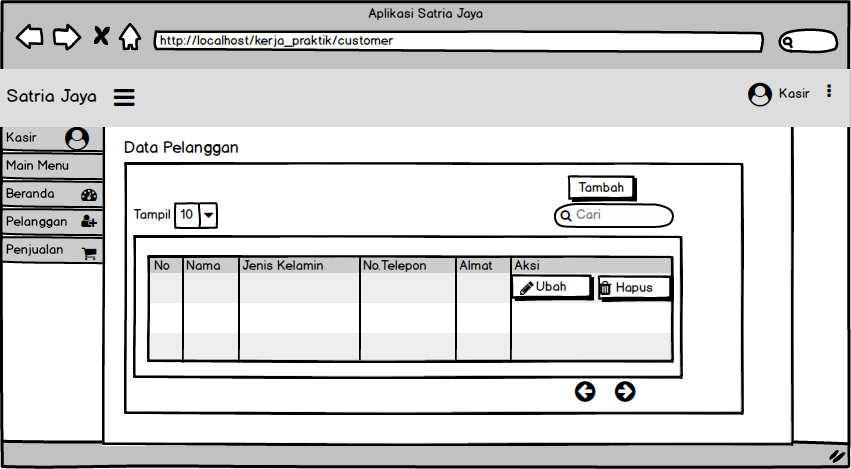 Aplikasi Satria Jaya
http://localhost/kerja_praktik/customer
Satria Jaya
Kasir
Kasir
Main Menu
Beranda
Pelanggan
Penjualan
Data Pelanggan
Tambah
Tampil 10
Cari
No Nama Jenis Kelamin No.Telepon Almat Aksi
Ubah Hapus